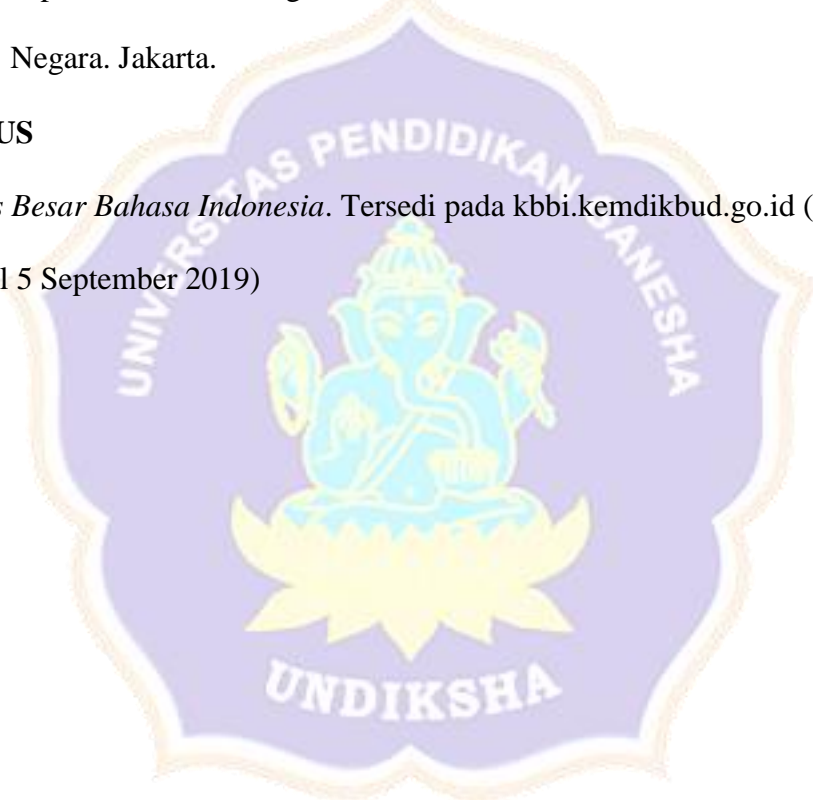 Negara. Jakarta.
US
s Besar Bahasa Indonesia. Tersedi pada kbbi.kemdikbud.go.id (
l 5 September 2019)
UNIVERSITAS PENDIDIKAN GANESHA
UNDIKSHA